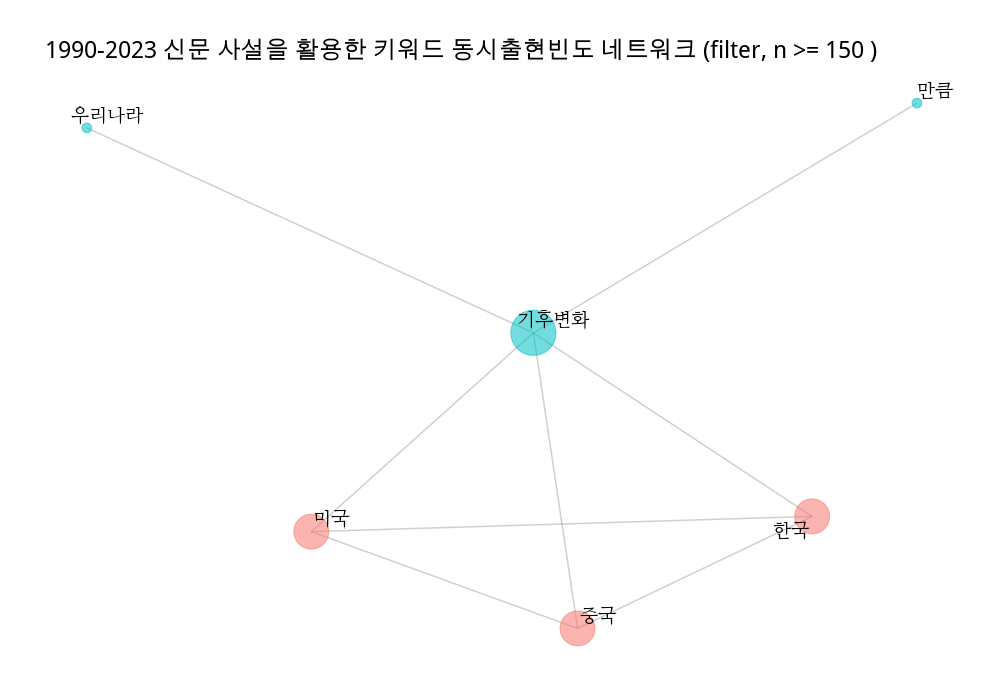 1990-2023 신문 사설을 활용한 키워드 동시출현빈도 네트워크 (filter, n >= 150 )
만큼
우리나라
기후변화
미국
한국
중국